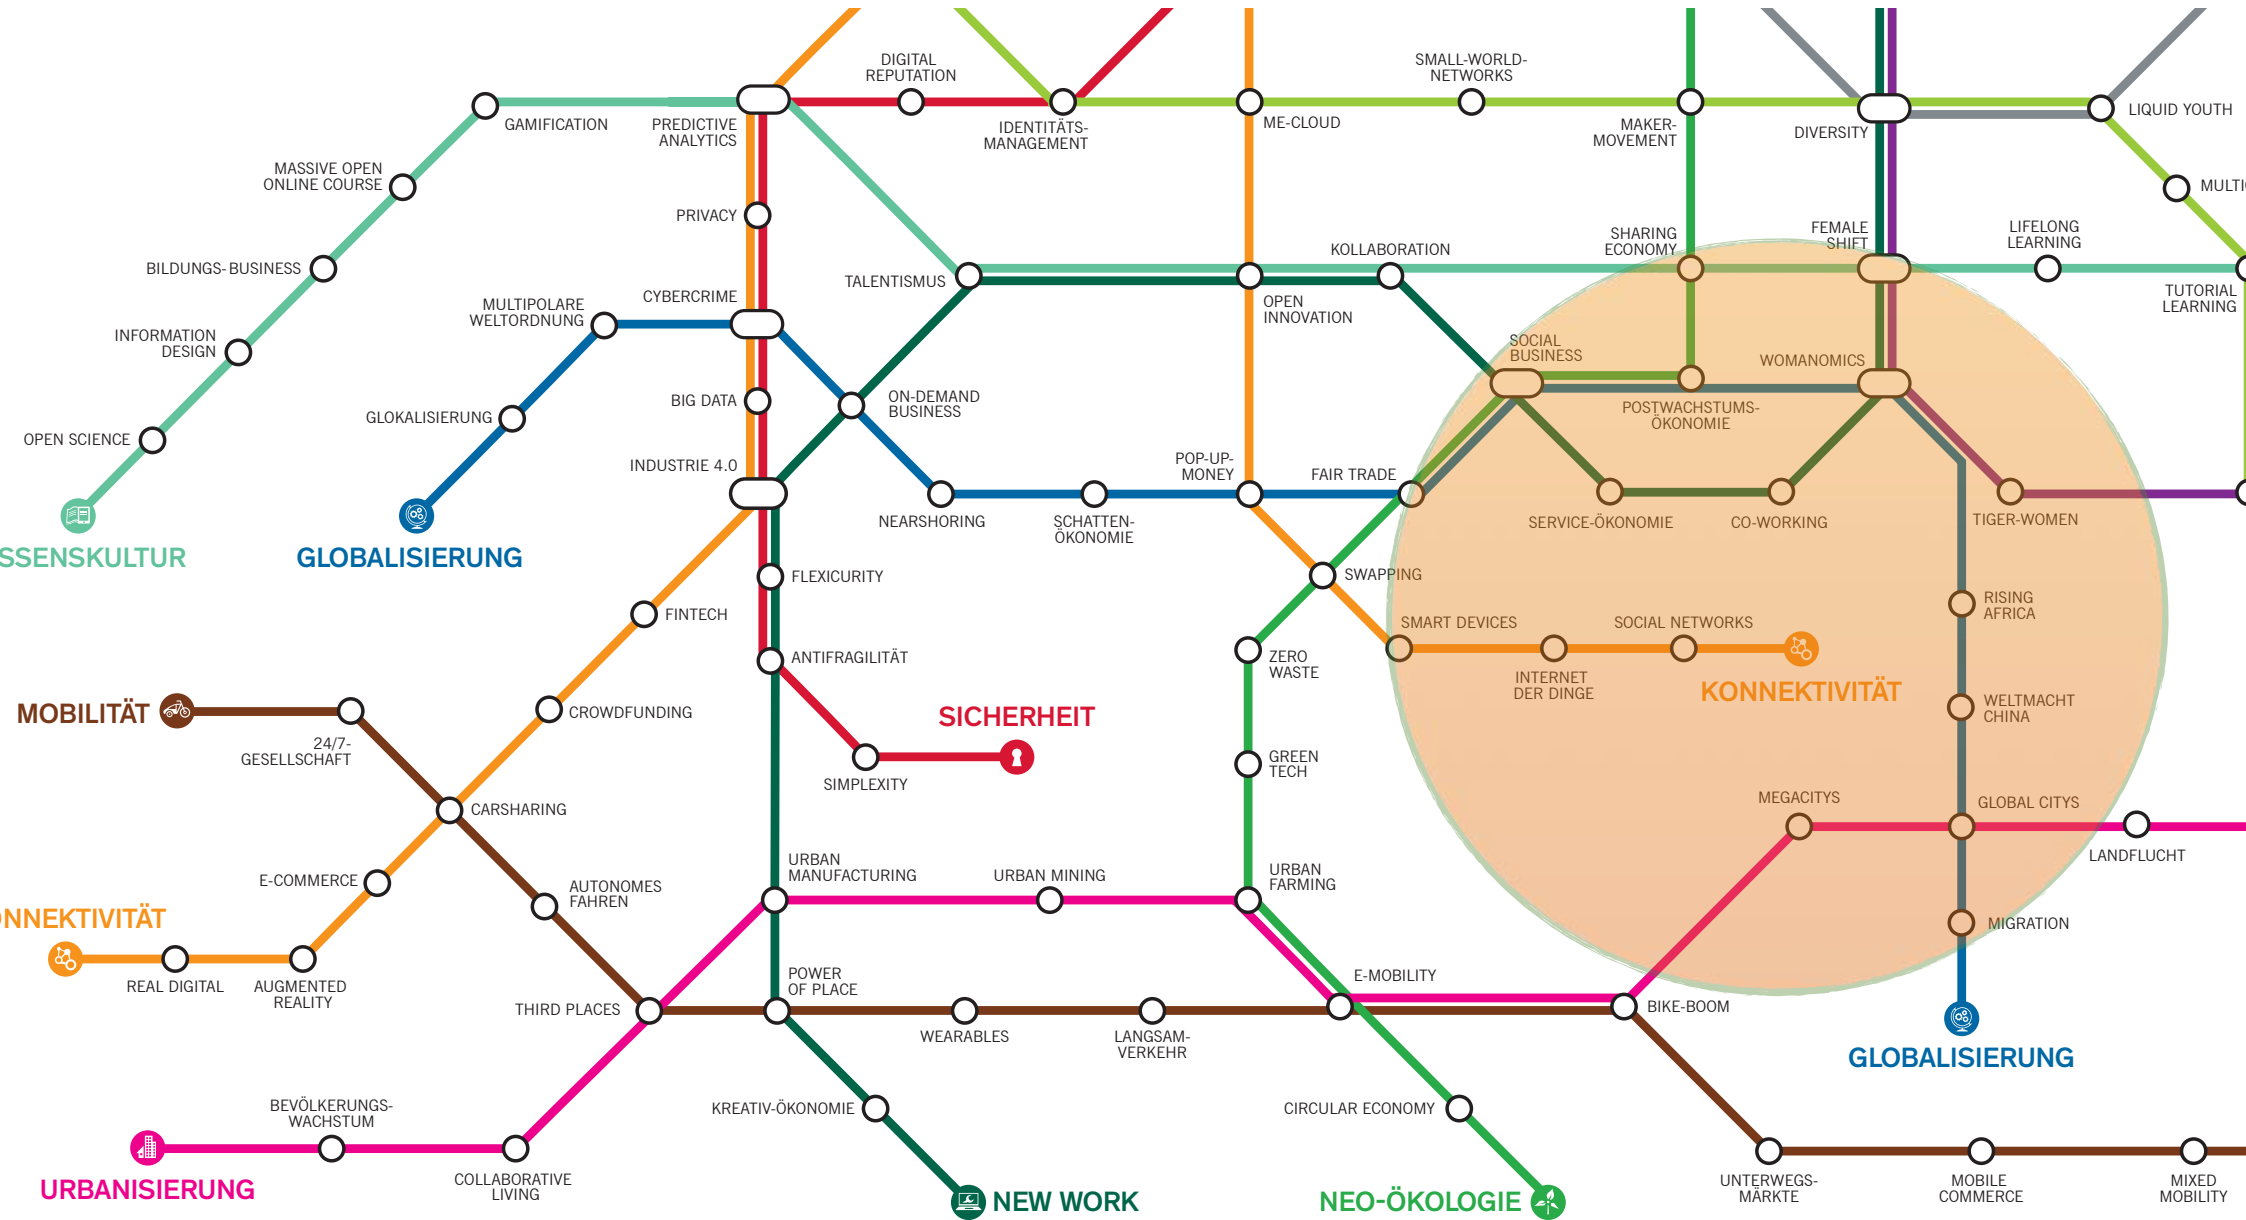 DIGITAL
REPUTATION
SMALL-WORLD-
NETWORKS
GAMIFICATION
PREDICTIVE
ANALYTICS
IDENTITÄTS-
MANAGEMENT
ME-CLOUD
MAKER-
MOVEMENT
DIVERSITY
LIQUID YOUTH
MASSIVE OPEN
ONLINE COURSE
PRIVACY
BILDUNGS-BUSINESS
MULTIPOLARE
WELTORDNUNG
CYBERCRIME
TALENTISMUS
KOLLABORATION
OPEN
INNOVATION
SHARING
ECONOMY
FEMALE
SHIFT
LIFELONG
LEARNING
TUTORIAL
LEARNING
INFORMATION
DESIGN
SOCIAL
BUSINESS
WOMANOMICS
POSTWACHSTUMS-
ÖKONOMIE
OPEN SCIENCE
GLOKALISIERUNG
BIG DATA
ON-DEMAND
BUSINESS
INDUSTRIE 4.0
NEARSHORING
SCHATTEN-
ÖKONOMIE
POP-UP-
MONEY
FAIR TRADE
SERVICE-ÖKONOMIE
CO-WORKING
TIGER-WOMEN
SSENSKULTUR
GLOBALISIERUNG
FLEXICURITY
SWAPPING
FINTECH
ANTIFRAGILITÄT
ZERO
WASTE
SMART DEVICES
INTERNET
DER DINGE
SOCIAL NETWORKS
KONNEKTIVITÄT
RISING
AFRICA
WELTMACHT
CHINA
MOBILITÄT
24/7-
GESELLSCHAFT
CROWDFUNDING
SICHERHEIT
SIMPLEXITY
GREEN
TECH
CARSHARING
MEGACITYS
GLOBAL CITYS
LANDFLUCHT
E-COMMERCE
AUTONOMES
FAHREN
URBAN
MANUFACTURING
URBAN MINING
URBAN
FARMING
MIGRATION
NNEKTIVITÄT
REAL DIGITAL
AUGMENTED
REALITY
THIRD PLACES
POWER
OF PLACE
WEARABLES
LANGSAM-
VERKEHR
E-MOBILITY
BIKE-BOOM
GLOBALISIERUNG
BEVÖLKERUNGS-
WACHSTUM
COLLABORATIVE
LIVING
URBANISIERUNG
KREATIV-ÖKONOMIE
NEW WORK
CIRCULAR ECONOMY
NEO-ÖKOLOGIE
UNTERWEGS-
MÄRKTE
MOBILE
COMMERCE
MIXED
MOBILITY